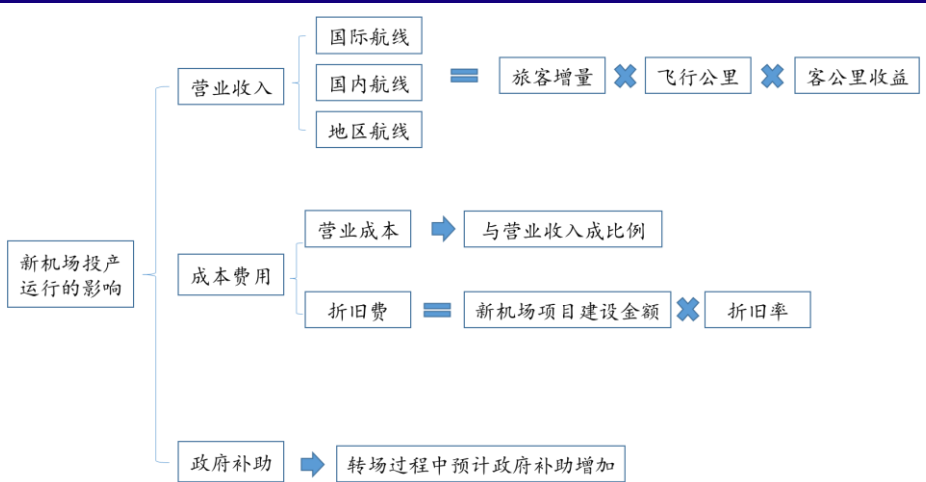 新机场投产
运行的影响
营业收入
国际航线
国内航线
地区航线
旅客增量
飞行公里
客公里收益
成本费用
营业成本
与营业收入成比例
折旧费
新机场项目建设金额
折旧率
政府补助
转场过程中预计政府补助增加